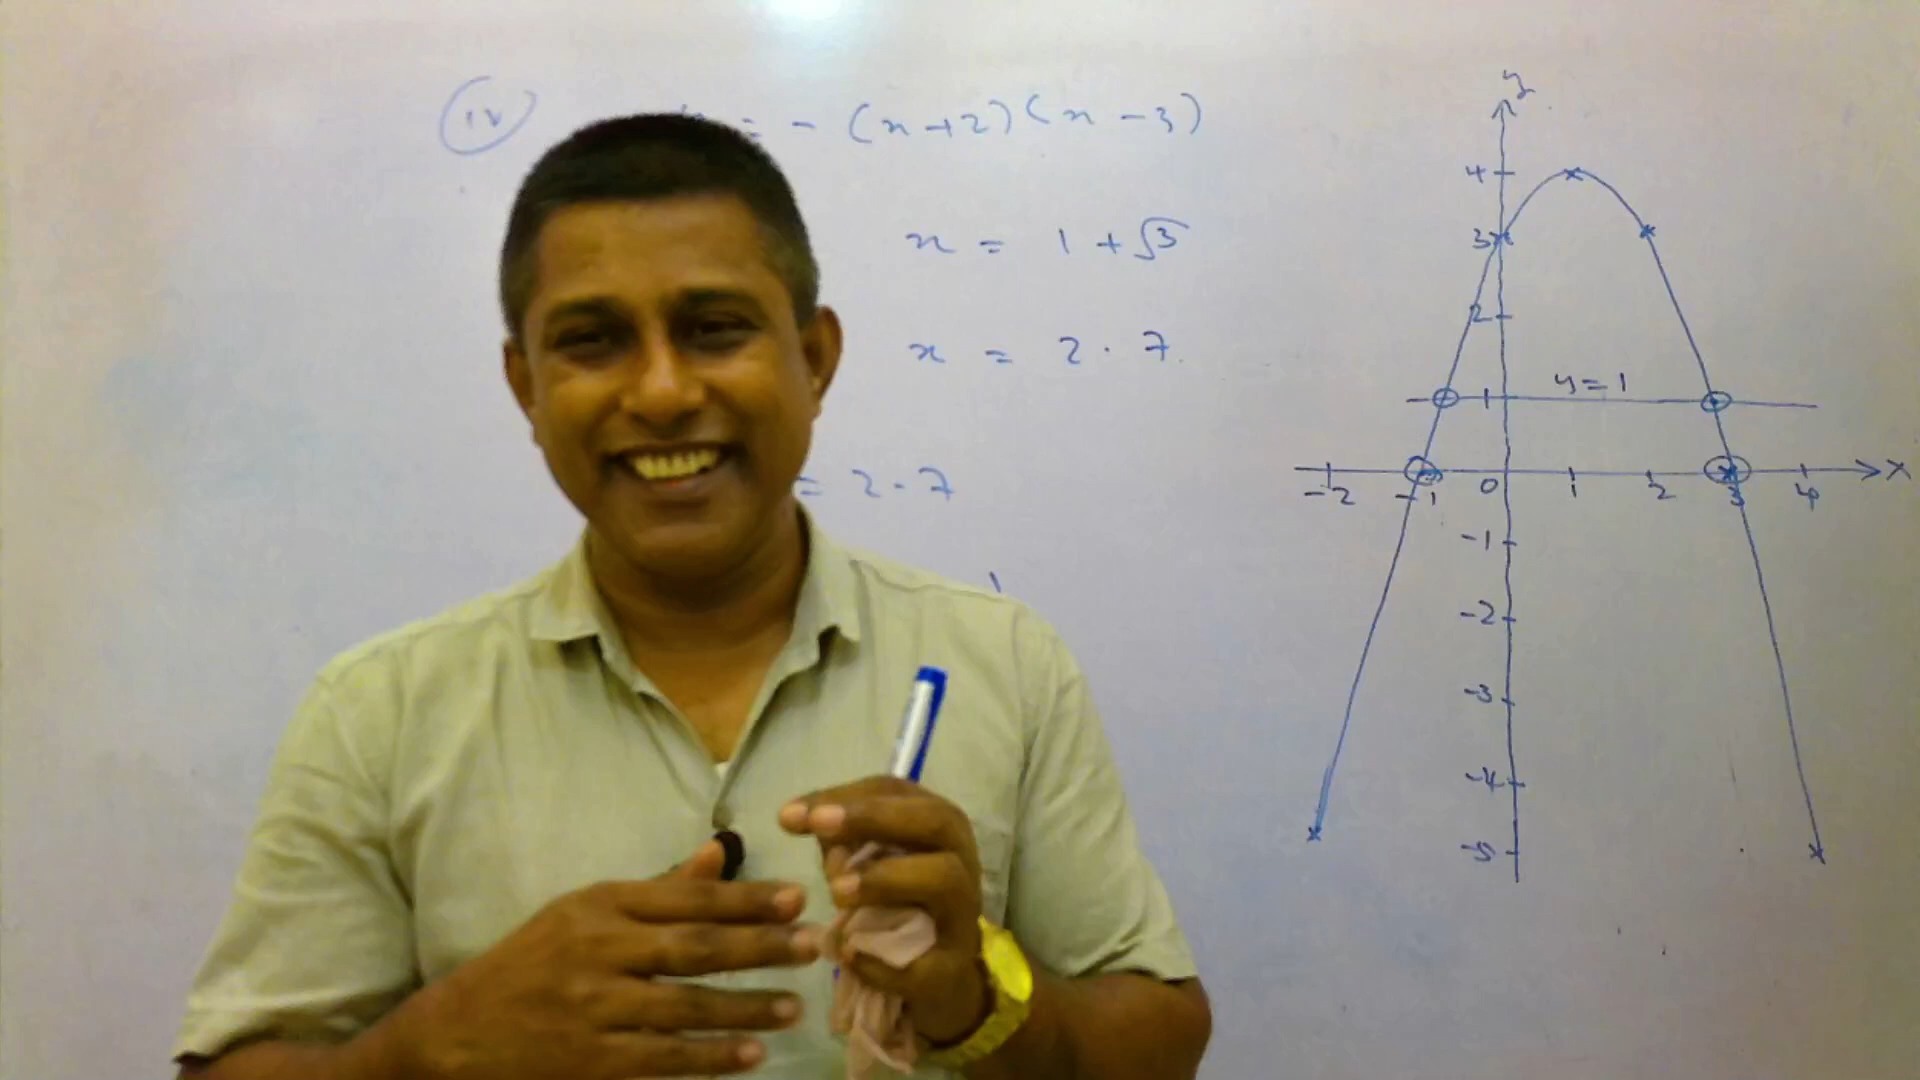 iv = - (x+2)(x-3)
x = 1 + √3
x = 2.7
= 2.7
y
4
3
2
1
y = 1
-2 -1 0 1 2 3 4 x
-1
-2
-3
-4
-5